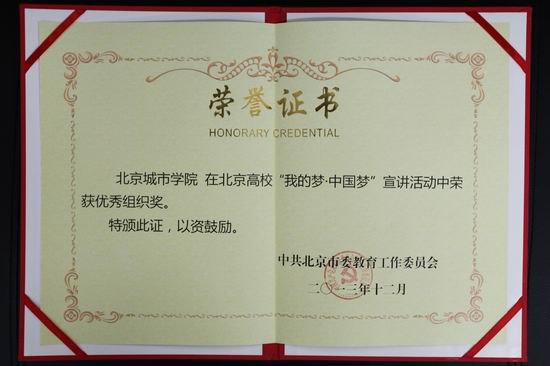 荣誉证书
HONORARY CREDENTIAL
北京城市学院 在北京高校“我的梦·中国梦”宣讲活动中荣
获优秀组织奖。
特颁此证，以资鼓励。
中共北京市委教育工作委员会
二〇一三年十二月